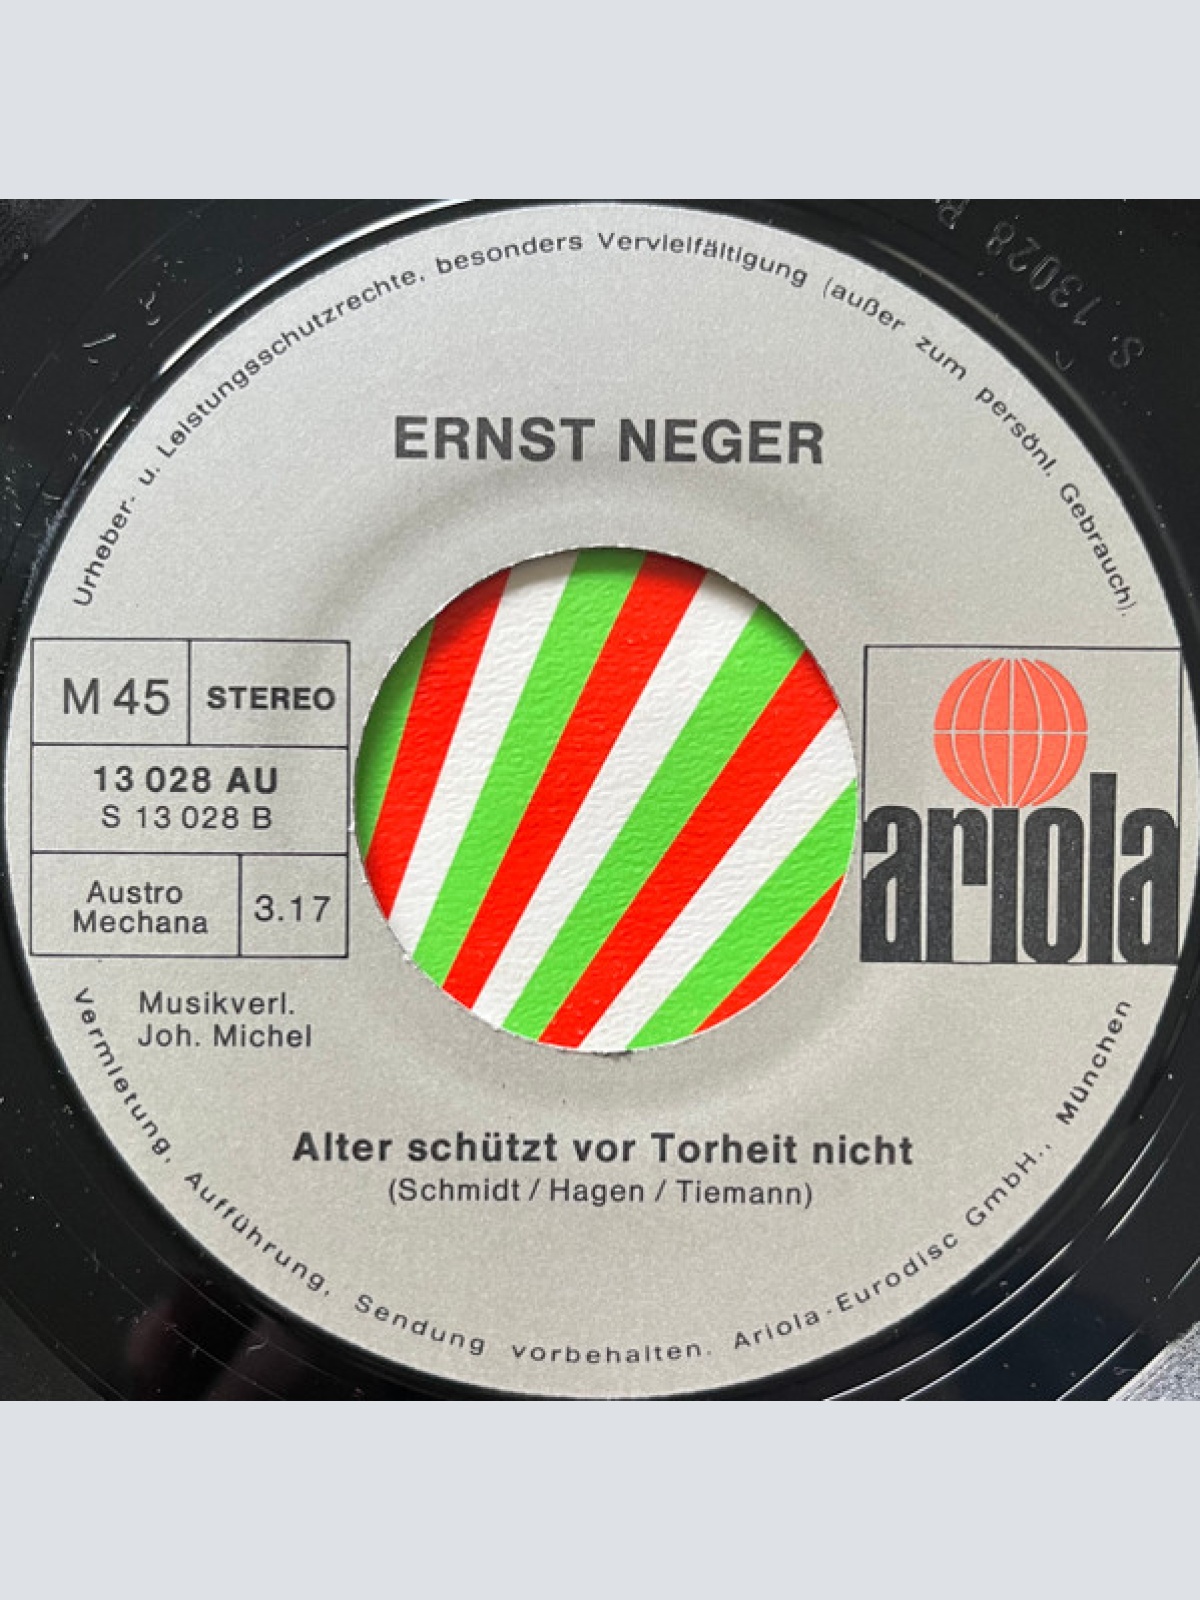 Urheber- u. Leistungsschutzrechte, besonders Vervielfältigung (außer zum persönl. Gebrauch).
S 13028 B
ERNST NEGER
M 45 STEREO
13 028 AU
S 13 028 B
Austro
Mechana
3.17
ariola
Musikverl.
Joh. Michel
Alter schützt vor Torheit nicht
(Schmidt / Hagen / Tiemann)
Vermietung, Aufführung, Sendung vorbehalten. Ariola-Eurodisc GmbH., München